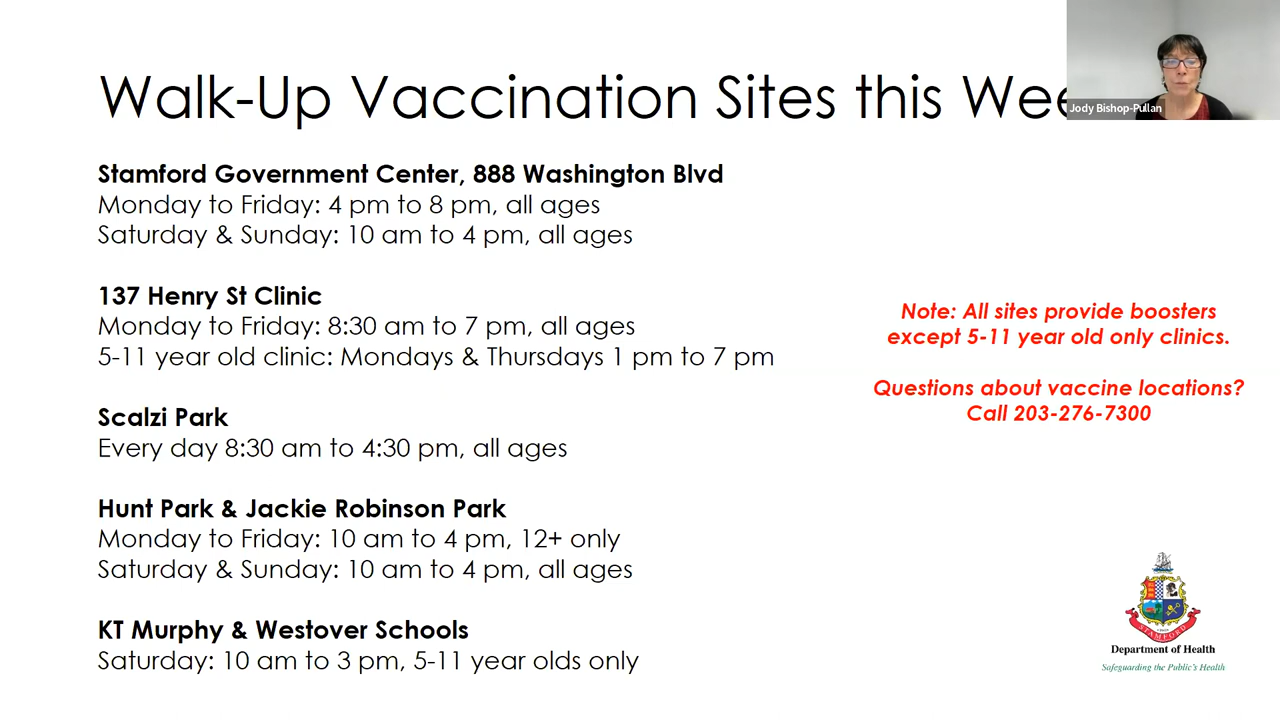 Walk-Up Vaccination Sites this Wee
Jody Bishop-Pullan
Stamford Government Center, 888 Washington Blvd
Monday to Friday: 4 pm to 8 pm, all ages
Saturday & Sunday: 10 am to 4 pm, all ages
137 Henry St Clinic
Monday to Friday: 8:30 am to 7 pm, all ages
5-11 year old clinic: Mondays & Thursdays 1 pm to 7 pm
Scalzi Park
Every day 8:30 am to 4:30 pm, all ages
Hunt Park & Jackie Robinson Park
Monday to Friday: 10 am to 4 pm, 12+ only
Saturday & Sunday: 10 am to 4 pm, all ages
KT Murphy & Westover Schools
Saturday: 10 am to 3 pm, 5-11 year olds only
Note: All sites provide boosters
except 5-11 year old only clinics.
Questions about vaccine locations?
Call 203-276-7300
STAMFORD
Department of Health
Safeguarding the Public's Health